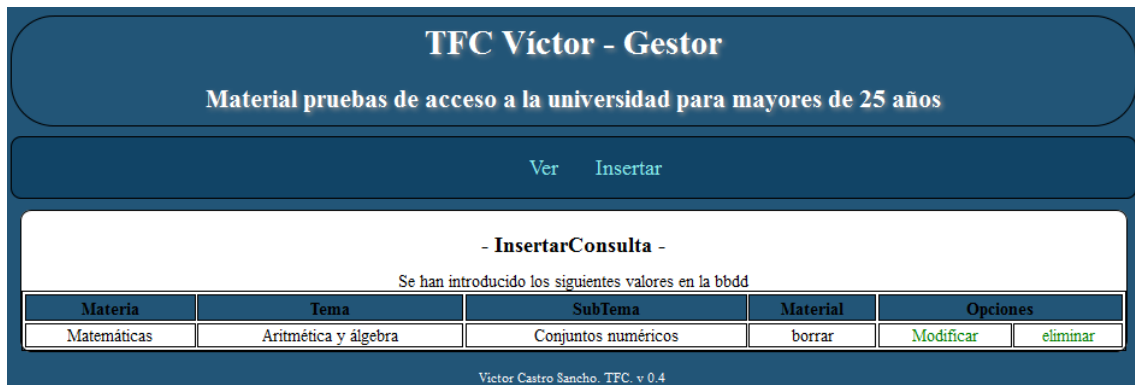 TFC Víctor - Gestor
Material pruebas de acceso a la universidad para mayores de 25 años
Ver Insertar
- InsertarConsulta -
Se han introducido los siguientes valores en la bbdd
Materia Tema SubTema Material Opciones
Matemáticas Aritmética y álgebra Conjuntos numéricos borrar Modificar eliminar
Victor Castro Sancho. TFC. v 0.4